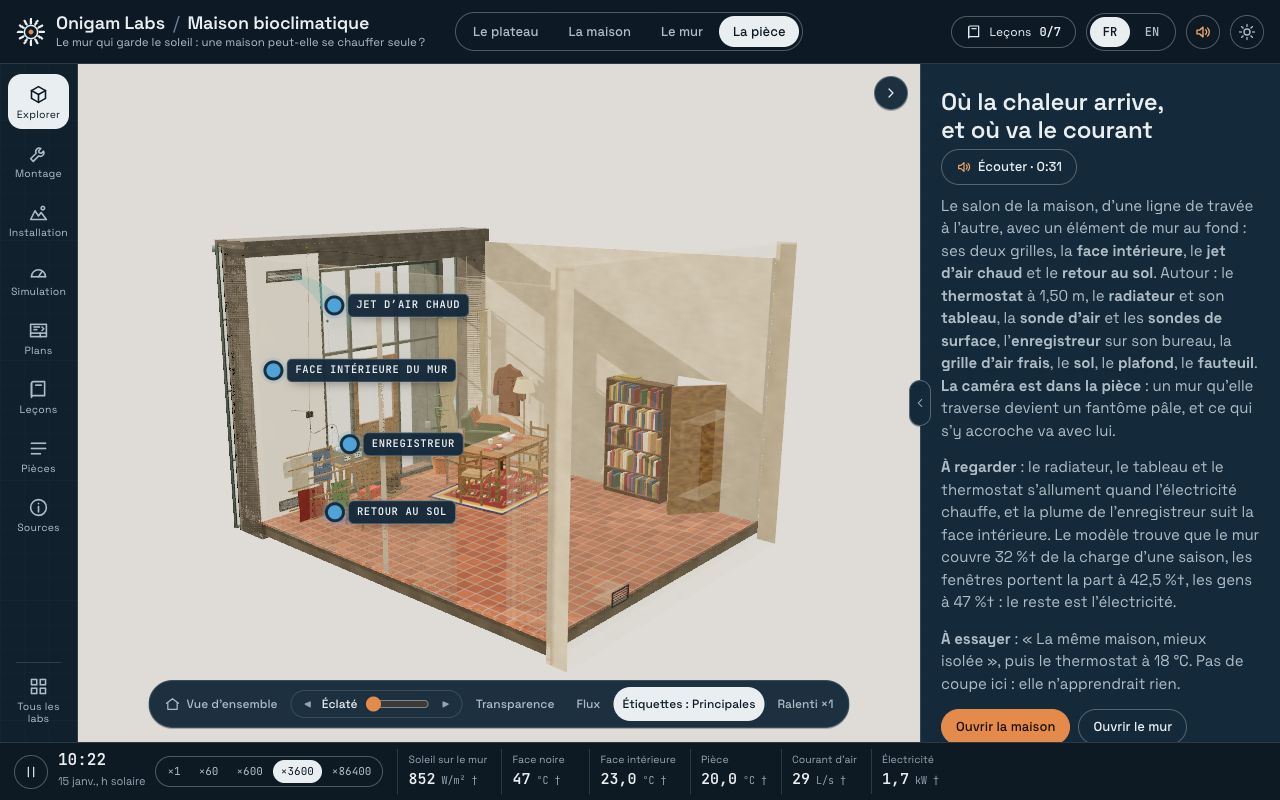 Onigam Labs / Maison bioclimatique
Le mur qui garde le soleil : une maison peut-elle se chauffer seule ?
Le plateau
La maison
Le mur
La pièce
Leçons 0/7
FR
EN
Explorer
Montage
Installation
Simulation
Plans
Leçons
Pièces
Sources
Tous les
labs
JET D'AIR CHAUD
FACE INTÉRIEURE DU MUR
ENREGISTREUR
RETOUR AU SOL
Où la chaleur arrive,
et où va le courant
Écouter · 0:31
Le salon de la maison, d'une ligne de travée
à l'autre, avec un élément de mur au fond :
ses deux grilles, la face intérieure, le jet
d'air chaud et le retour au sol. Autour : le
thermostat à 1,50 m, le radiateur et son
tableau, la sonde d'air et les sondes de
surface, l'enregistreur sur son bureau, la
grille d'air frais, le sol, le plafond, le fauteuil.
La caméra est dans la pièce : un mur qu'elle
traverse devient un fantôme pâle, et ce qui
s'y accroche va avec lui.
À regarder : le radiateur, le tableau et le
thermostat s'allument quand l'électricité
chauffe, et la plume de l'enregistreur suit la
face intérieure. Le modèle trouve que le mur
couvre 32 %† de la charge d'une saison, les
fenêtres portent la part à 42,5 %†, les gens
à 47 %† : le reste est l'électricité.
À essayer : « La même maison, mieux
isolée », puis le thermostat à 18 °C. Pas de
coupe ici : elle n'apprendrait rien.
Ouvrir la maison
Ouvrir le mur
Vue d'ensemble
Éclaté
Transparence
Flux
Étiquettes : Principales
Ralenti ×1
10:22
15 janv., h solaire
×1
×60
×600
×3600
×86400
Soleil sur le mur
852 W/m² †
Face noire
47 °C †
Face intérieure
23,0 °C †
Pièce
20,0 °C †
Courant d'air
29 L/s †
Électricité
1,7 kW †